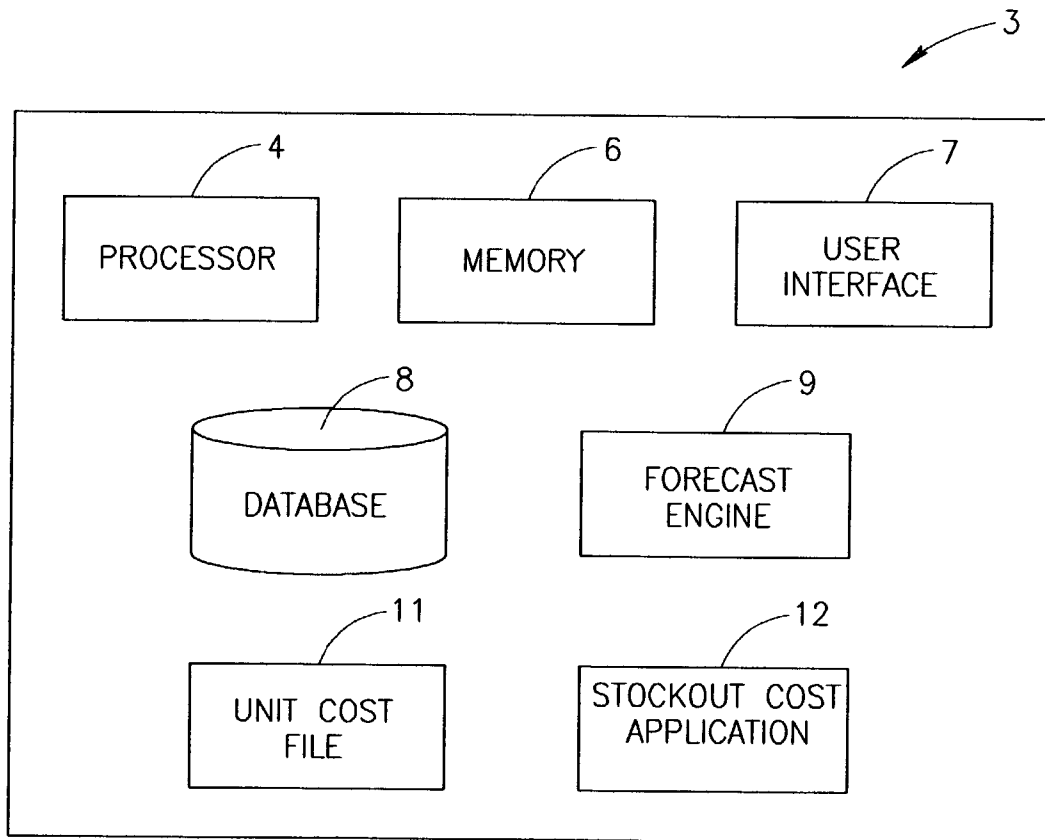 3
4
6
7
PROCESSOR
MEMORY
USER
INTERFACE
8
9
DATABASE
FORECAST
ENGINE
11
12
UNIT COST
FILE
STOCKOUT COST
APPLICATION